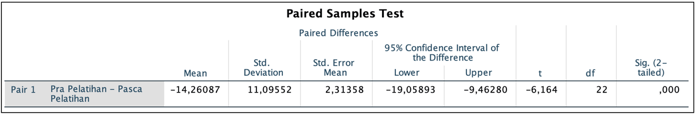 Paired Samples Test
Paired Differences
95% Confidence Interval of
the Difference
Mean Std. Deviation Std. Error Mean Lower Upper t df Sig. (2-tailed)
Pair 1 Pra Pelatihan - Pasca Pelatihan -14,26087 11,09552 2,31358 -19,05893 -9,46280 -6,164 22 ,000